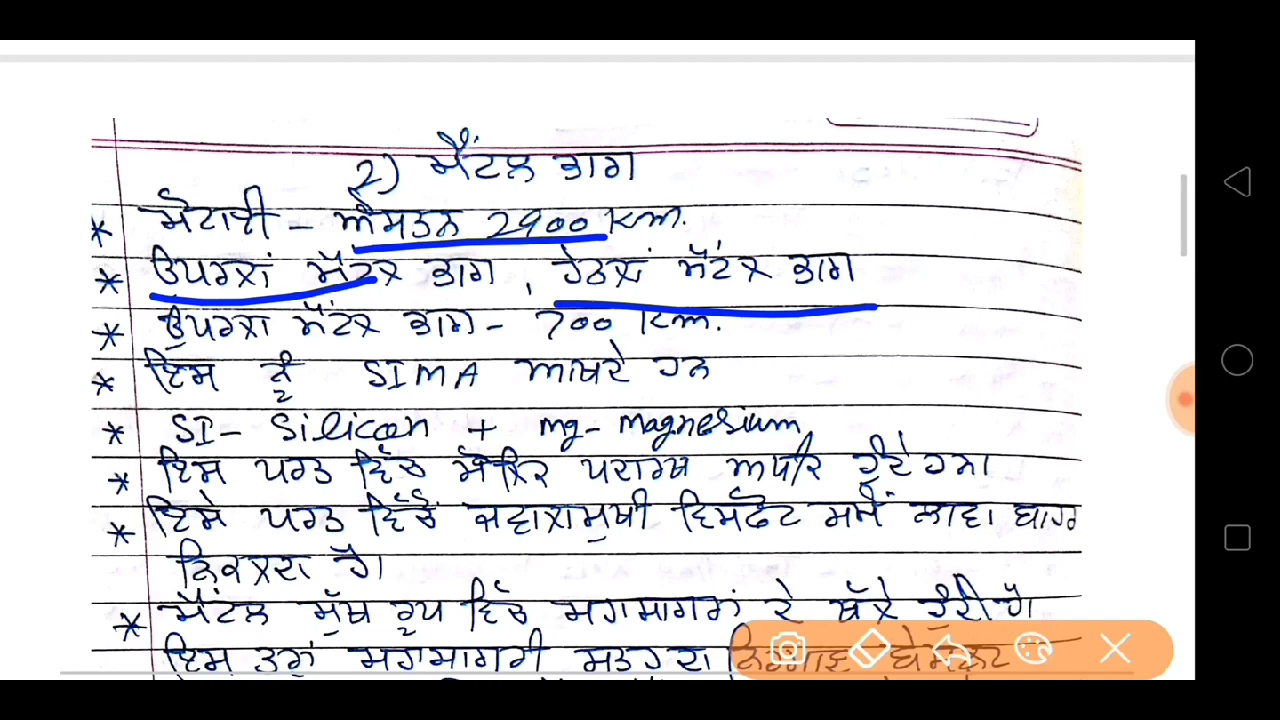 2) ਮੈਂਟਲ ਭਾਗ
* ਮੋਟਾਈ - ਔਸਤਨ 2900 Km.
* ਉਪਰਲਾਂ ਮੈਂਟਲ ਭਾਗ , ਹੇਠਲਾਂ ਮੈਂਟਲ ਭਾਗ
* ਉਪਰਲਾ ਮੈਂਟਲ ਭਾਗ - 700 Km.
* ਇਸ ਨੂੰ SIMA ਆਖਦੇ ਹਨ
* SI - Silicon + mg - magnesium
* ਇਸ ਪਰਤ ਵਿੱਚ ਪਦਾਰਥ ਅਧੀਨ ਹੁੰਦੇ ਹਨ।
* ਇਸੇ ਪਰਤ ਵਿੱਚੋਂ ਜਵਾਲਾਮੁਖੀ ਵਿਸਫੋਟ ਸਮੇਂ ਲਾਵਾ ਬਾਹਰ
ਨਿਕਲਦਾ ਹੈ।
* ਮੈਂਟਲ ਮੁੱਖ ਰੂਪ ਵਿੱਚ ਮਹਾਸਾਗਰਾਂ ਦੇ ਥੱਲੇ ਹੁੰਦੀ ਹੈ।
ਇਸ ਤਰਾਂ ਮਹਾਸਾਗਰੀ ਸਤਹ ਦਾ